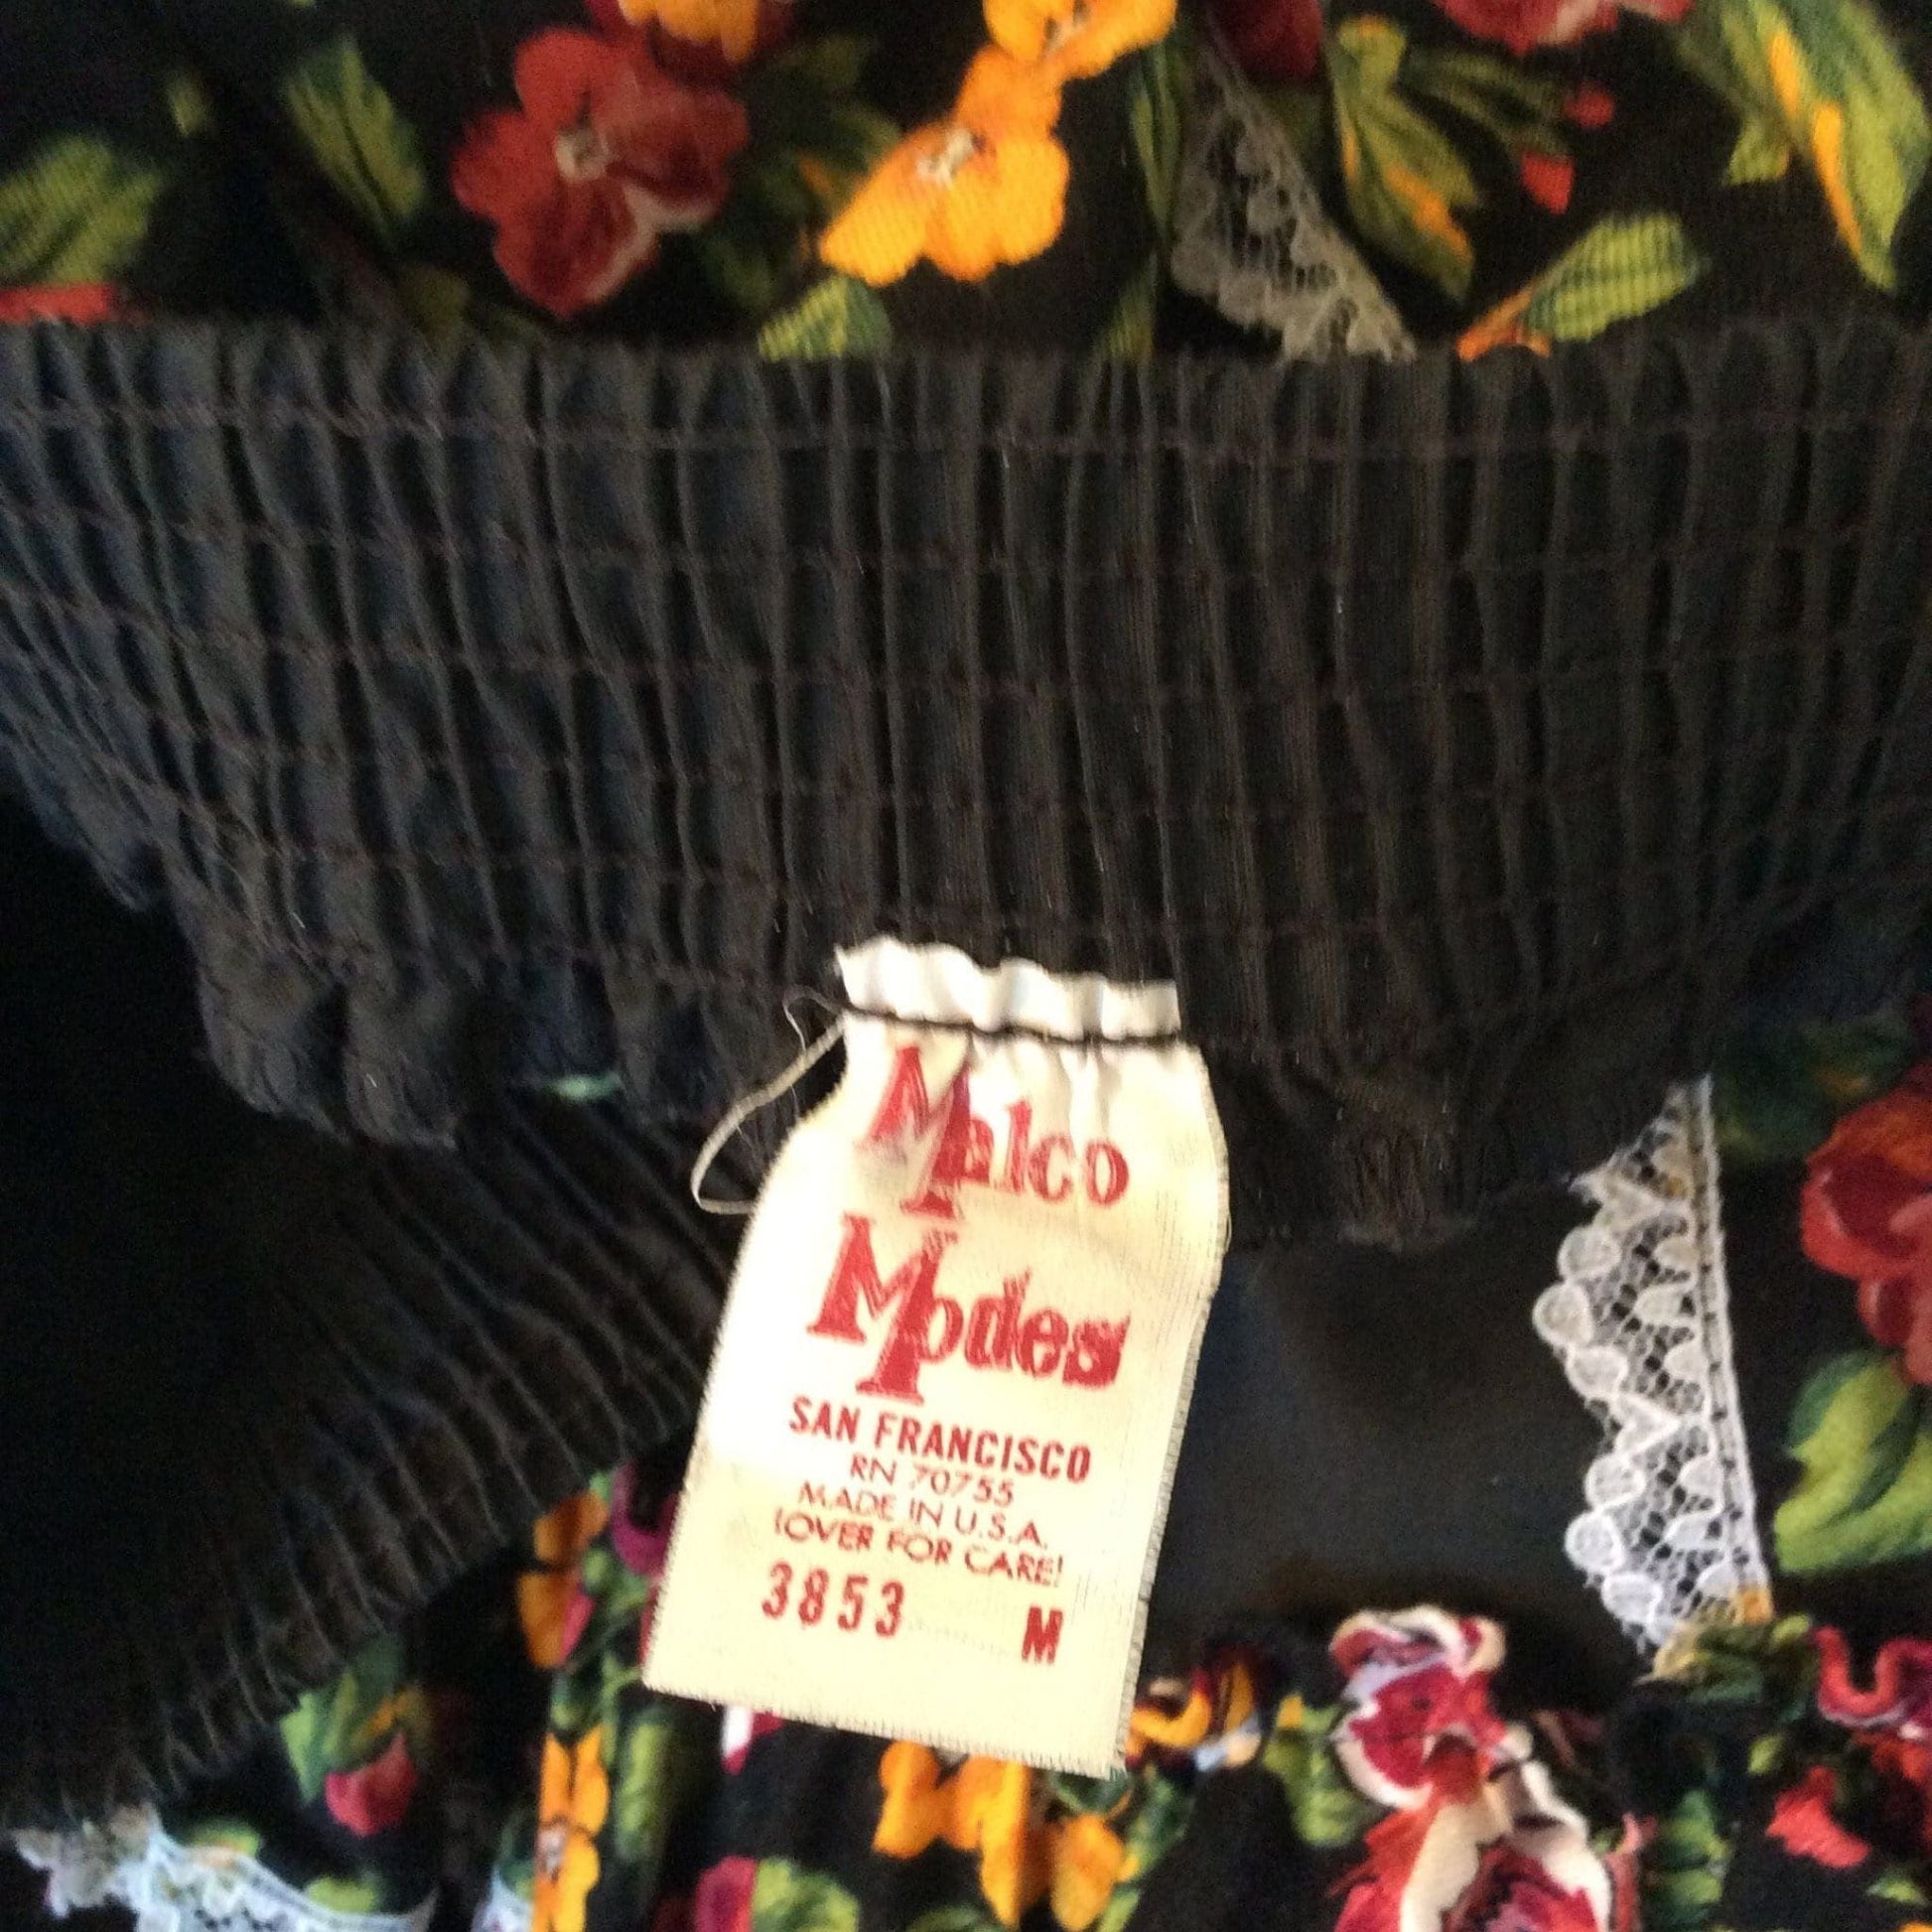 Malco
Modes
SAN FRANCISCO
RN 70755
MADE IN U.S.A.
(OVER FOR CARE!
3853 M